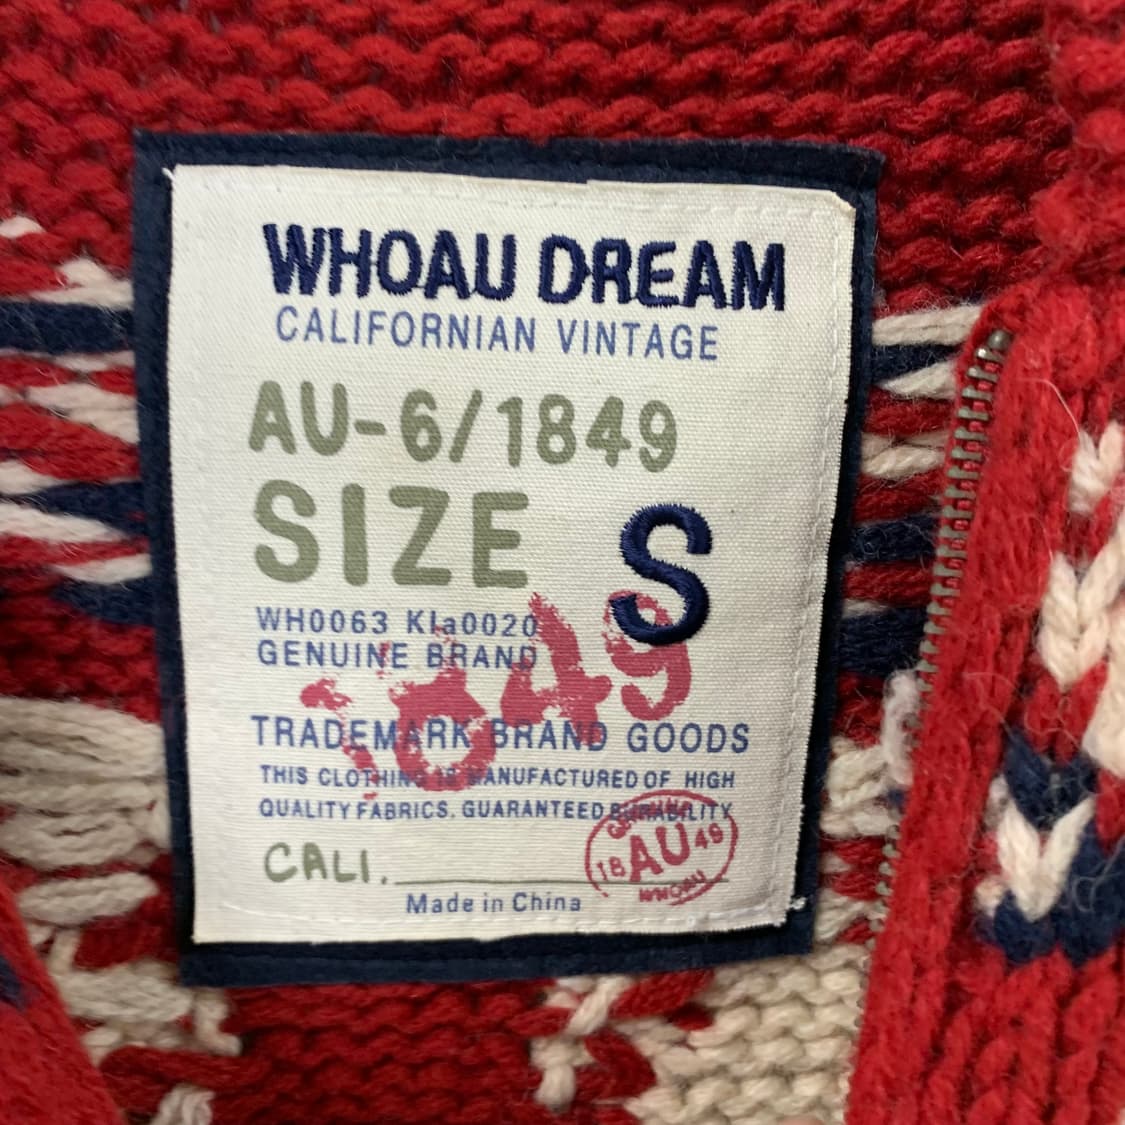 WHOAU DREAM
CALIFORNIAN VINTAGE
AU-6/1849
SIZE S
WH0063 KIa0020
GENUINE BRAND
1849
TRADEMARK BRAND GOODS
THIS CLOTHING IS MANUFACTURED OF HIGH
QUALITY FABRICS. GUARANTEED DURABILITY
CALI.
18 AU 49
WHOAU
Made in China